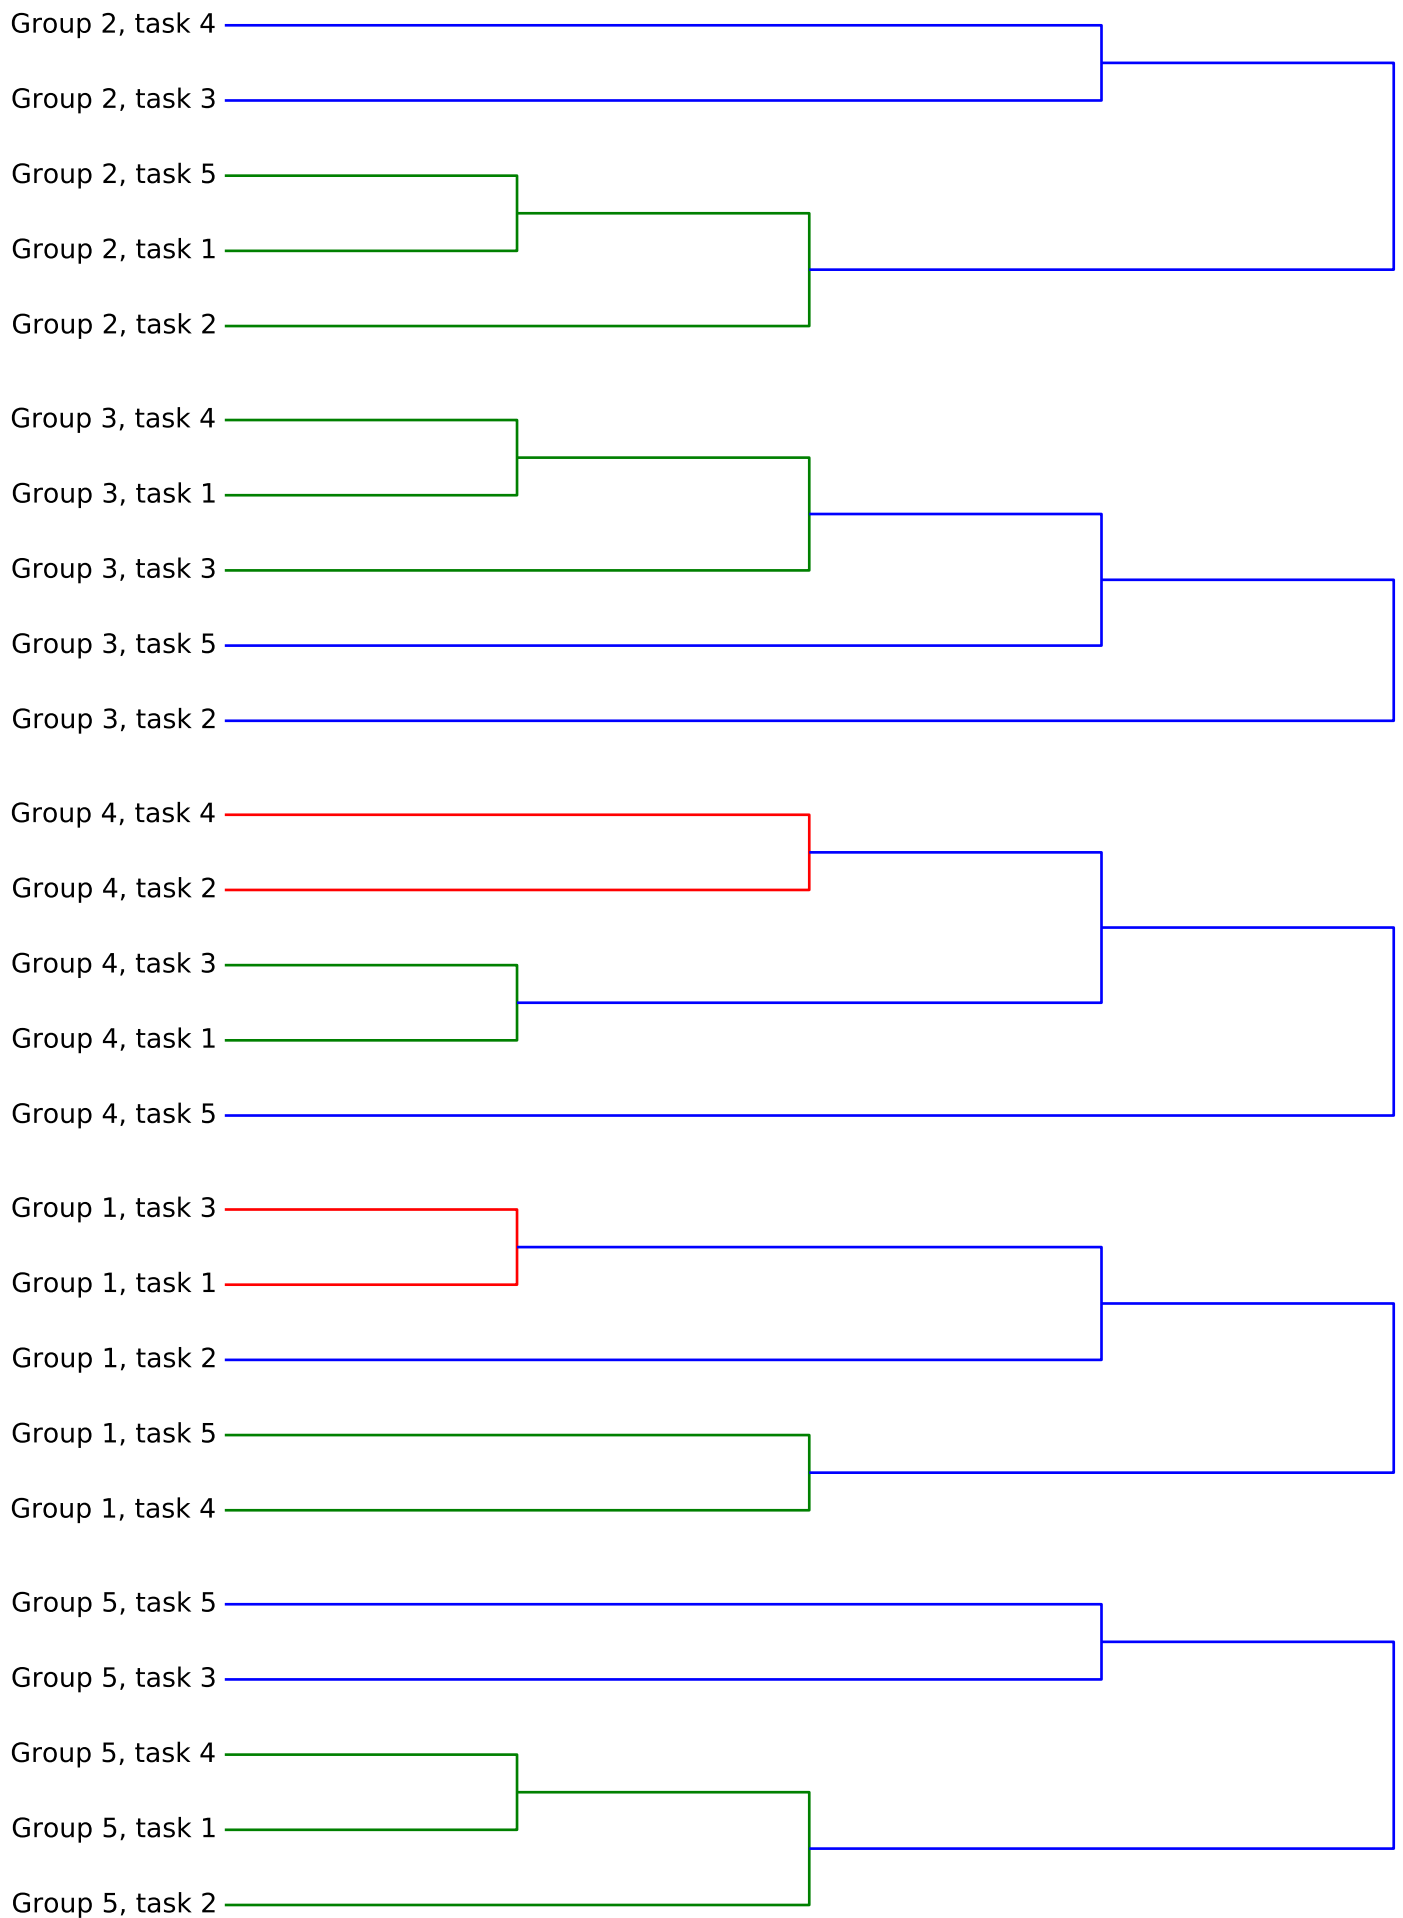 Group 2, task 4
Group 2, task 3
Group 2, task 5
Group 2, task 1
Group 2, task 2
Group 3, task 4
Group 3, task 1
Group 3, task 3
Group 3, task 5
Group 3, task 2
Group 4, task 4
Group 4, task 2
Group 4, task 3
Group 4, task 1
Group 4, task 5
Group 1, task 3
Group 1, task 1
Group 1, task 2
Group 1, task 5
Group 1, task 4
Group 5, task 5
Group 5, task 3
Group 5, task 4
Group 5, task 1
Group 5, task 2